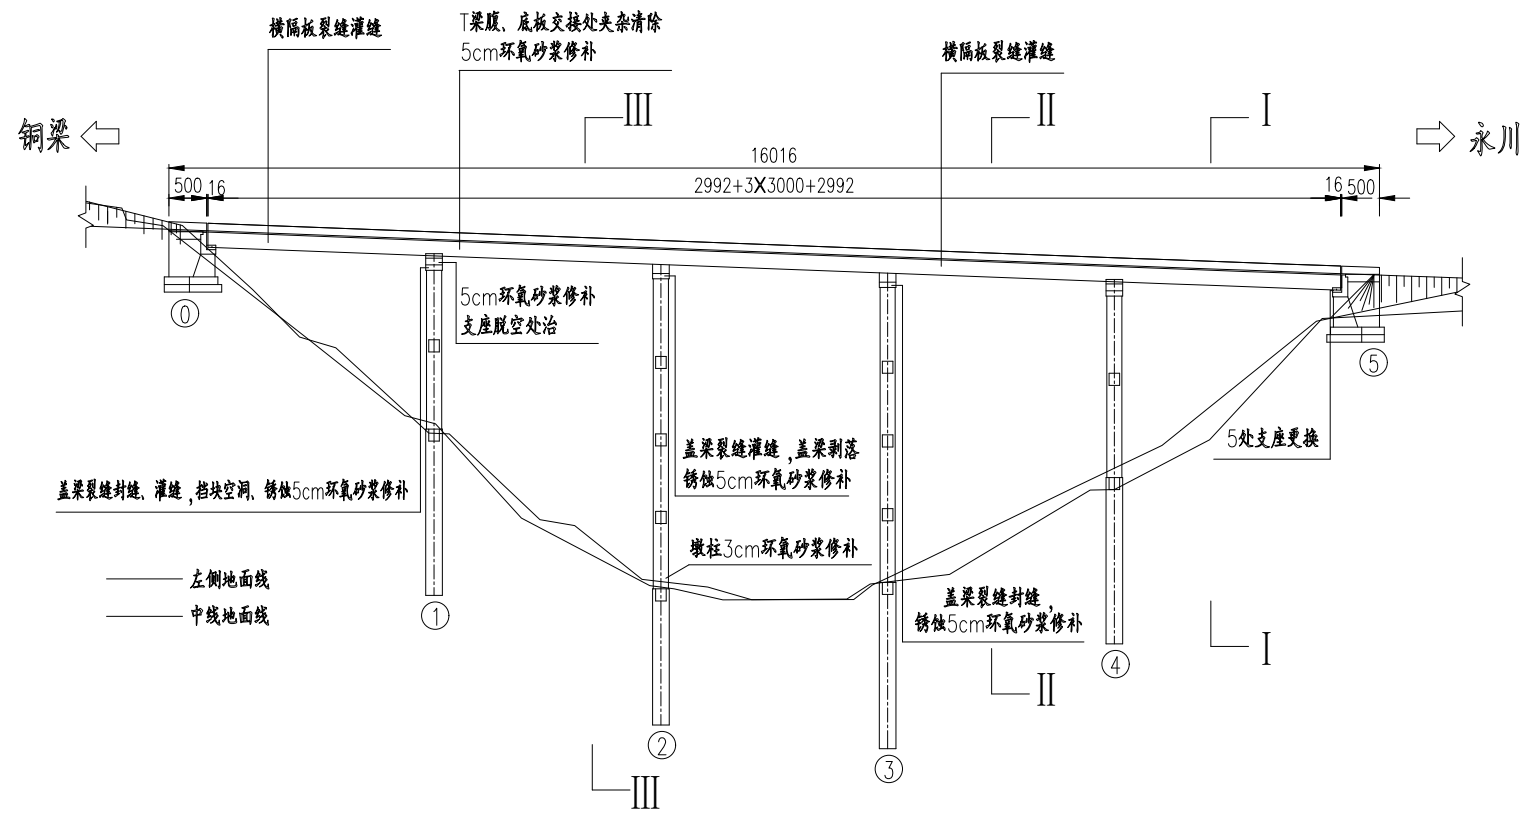 横隔板裂缝灌缝
T梁腹、底板交接处夹杂清除
5cm环氧砂浆修补
横隔板裂缝灌缝
III
II
I
铜梁
永川
16016
500
16
2992+3X3000+2992
16
500
0
5cm环氧砂浆修补
支座脱空处治
5
5处支座更换
盖梁裂缝灌缝,盖梁剥落
锈蚀5cm环氧砂浆修补
盖梁裂缝封缝、灌缝,挡块空洞、锈蚀5cm环氧砂浆修补
墩柱3cm环氧砂浆修补
左侧地面线
中线地面线
1
盖梁裂缝封缝,
锈蚀5cm环氧砂浆修补
I
4
II
2
3
III